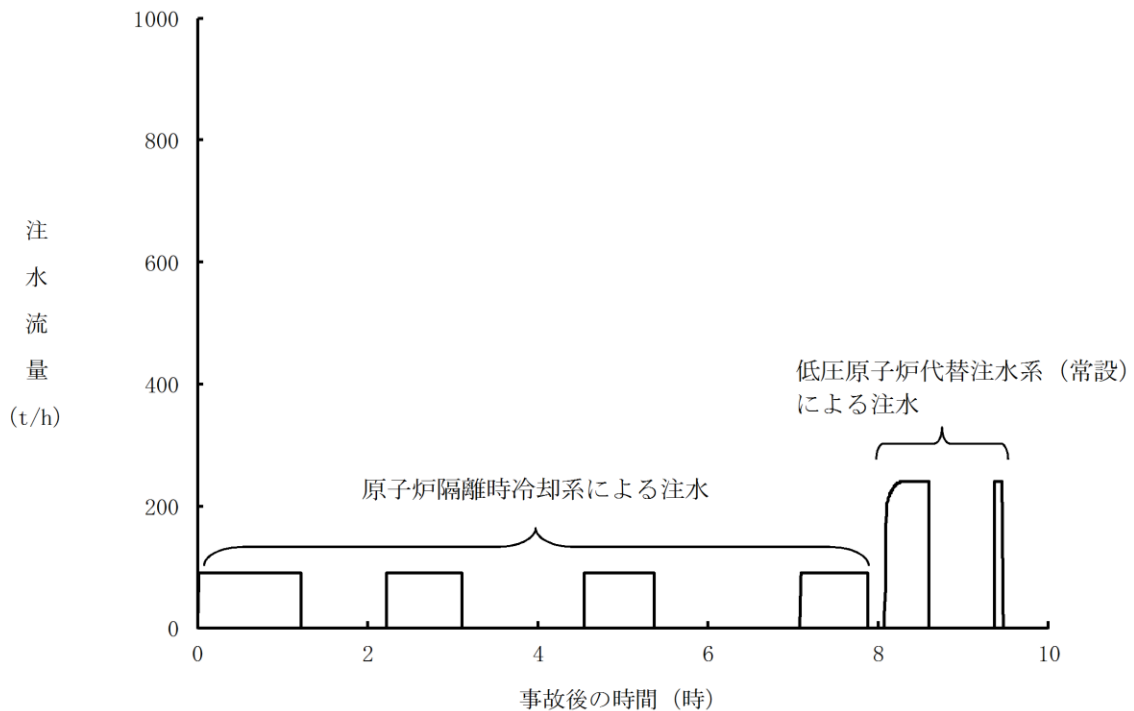 1000
800
600
400
200
0
注水流量
(t/h)
低圧原子炉代替注水系（常設）
による注水
原子炉隔離時冷却系による注水
0 2 4 6 8 10
事故後の時間（時）